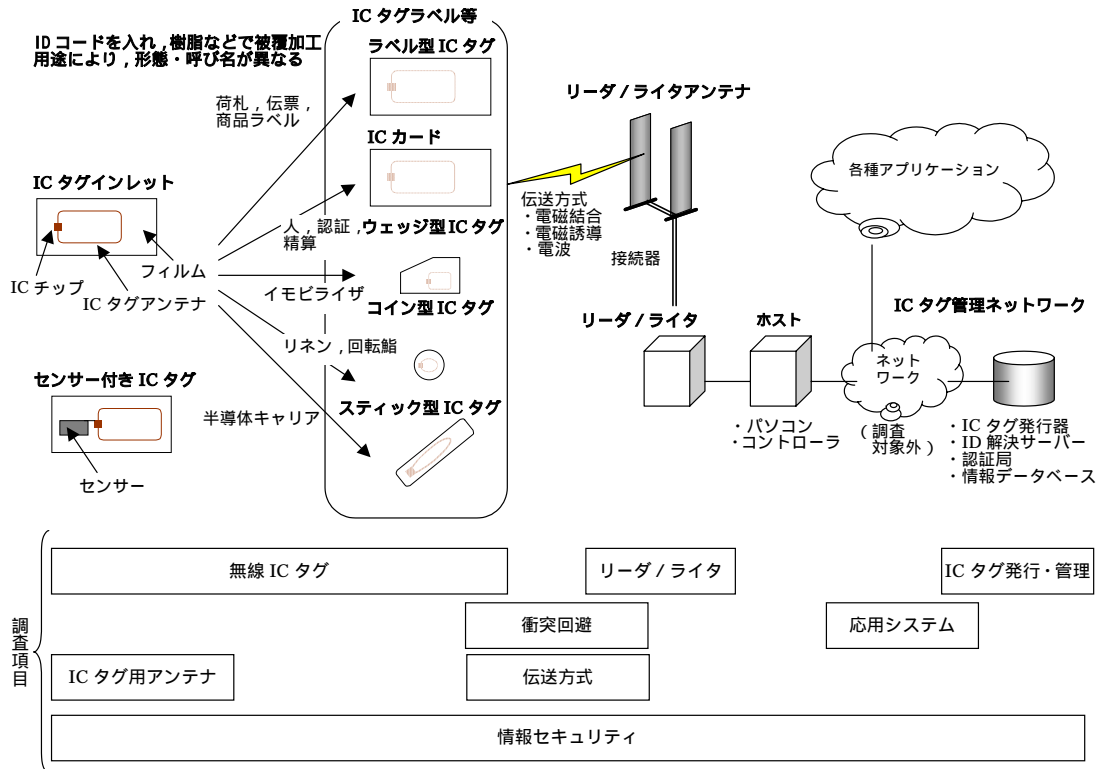 IC タグラベル等
ID コードを入れ，樹脂などで被覆加工
用途により，形態・呼び名が異なる
ラベル型 IC タグ
荷札，伝票，
商品ラベル
IC カード
リーダ / ライタアンテナ
各種アプリケーション
IC タグインレット
人，認証，
精算
ウェッジ型 IC タグ
伝送方式
・電磁結合
・電磁誘導
・電波
接続器
フィルム
IC チップ
IC タグアンテナ
イモビライザ
コイン型 IC タグ
リーダ / ライタ
ホスト
IC タグ管理ネットワーク
リネン，回転鮨
ネット
ワーク
センサー付き IC タグ
スティック型 IC タグ
半導体キャリア
・パソコン
・コントローラ
（調査
対象外）
・IC タグ発行器
・ID 解決サーバー
・認証局
・情報データベース
センサー
調査項目
無線 IC タグ
リーダ / ライタ
IC タグ発行・管理
衝突回避
応用システム
IC タグ用アンテナ
伝送方式
情報セキュリティ